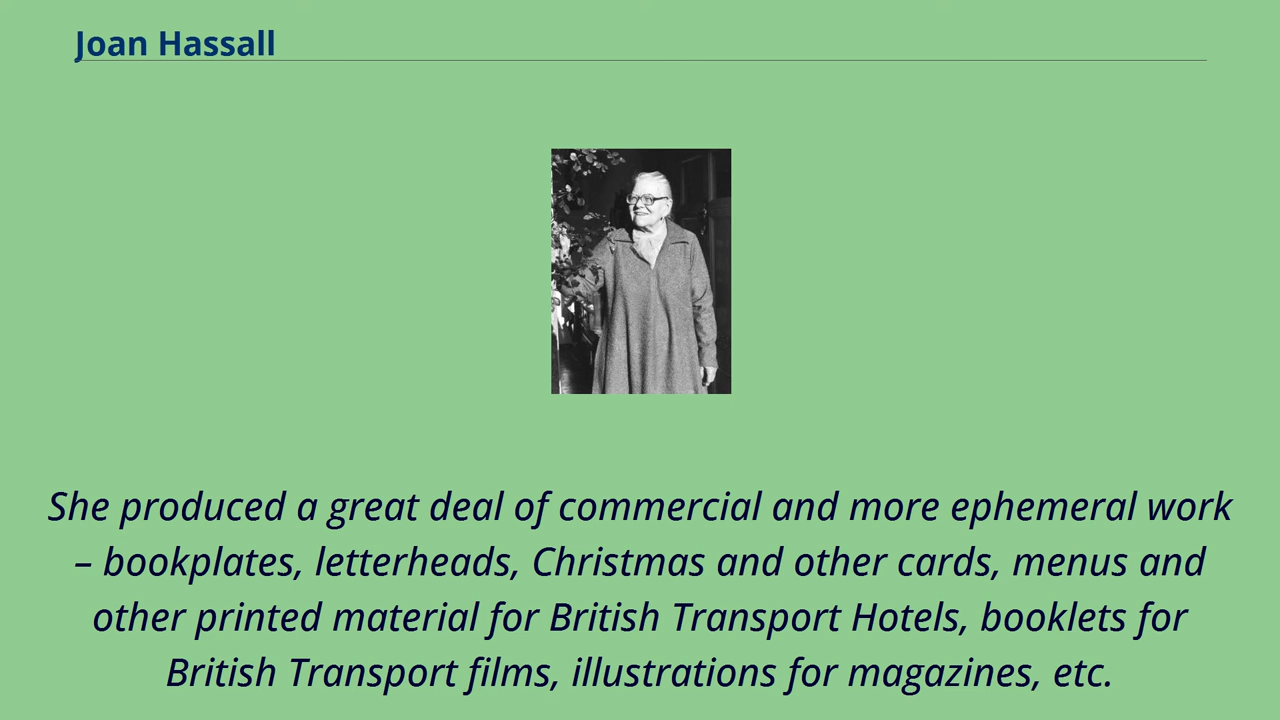 Joan Hassall
She produced a great deal of commercial and more ephemeral work
– bookplates, letterheads, Christmas and other cards, menus and
other printed material for British Transport Hotels, booklets for
British Transport films, illustrations for magazines, etc.